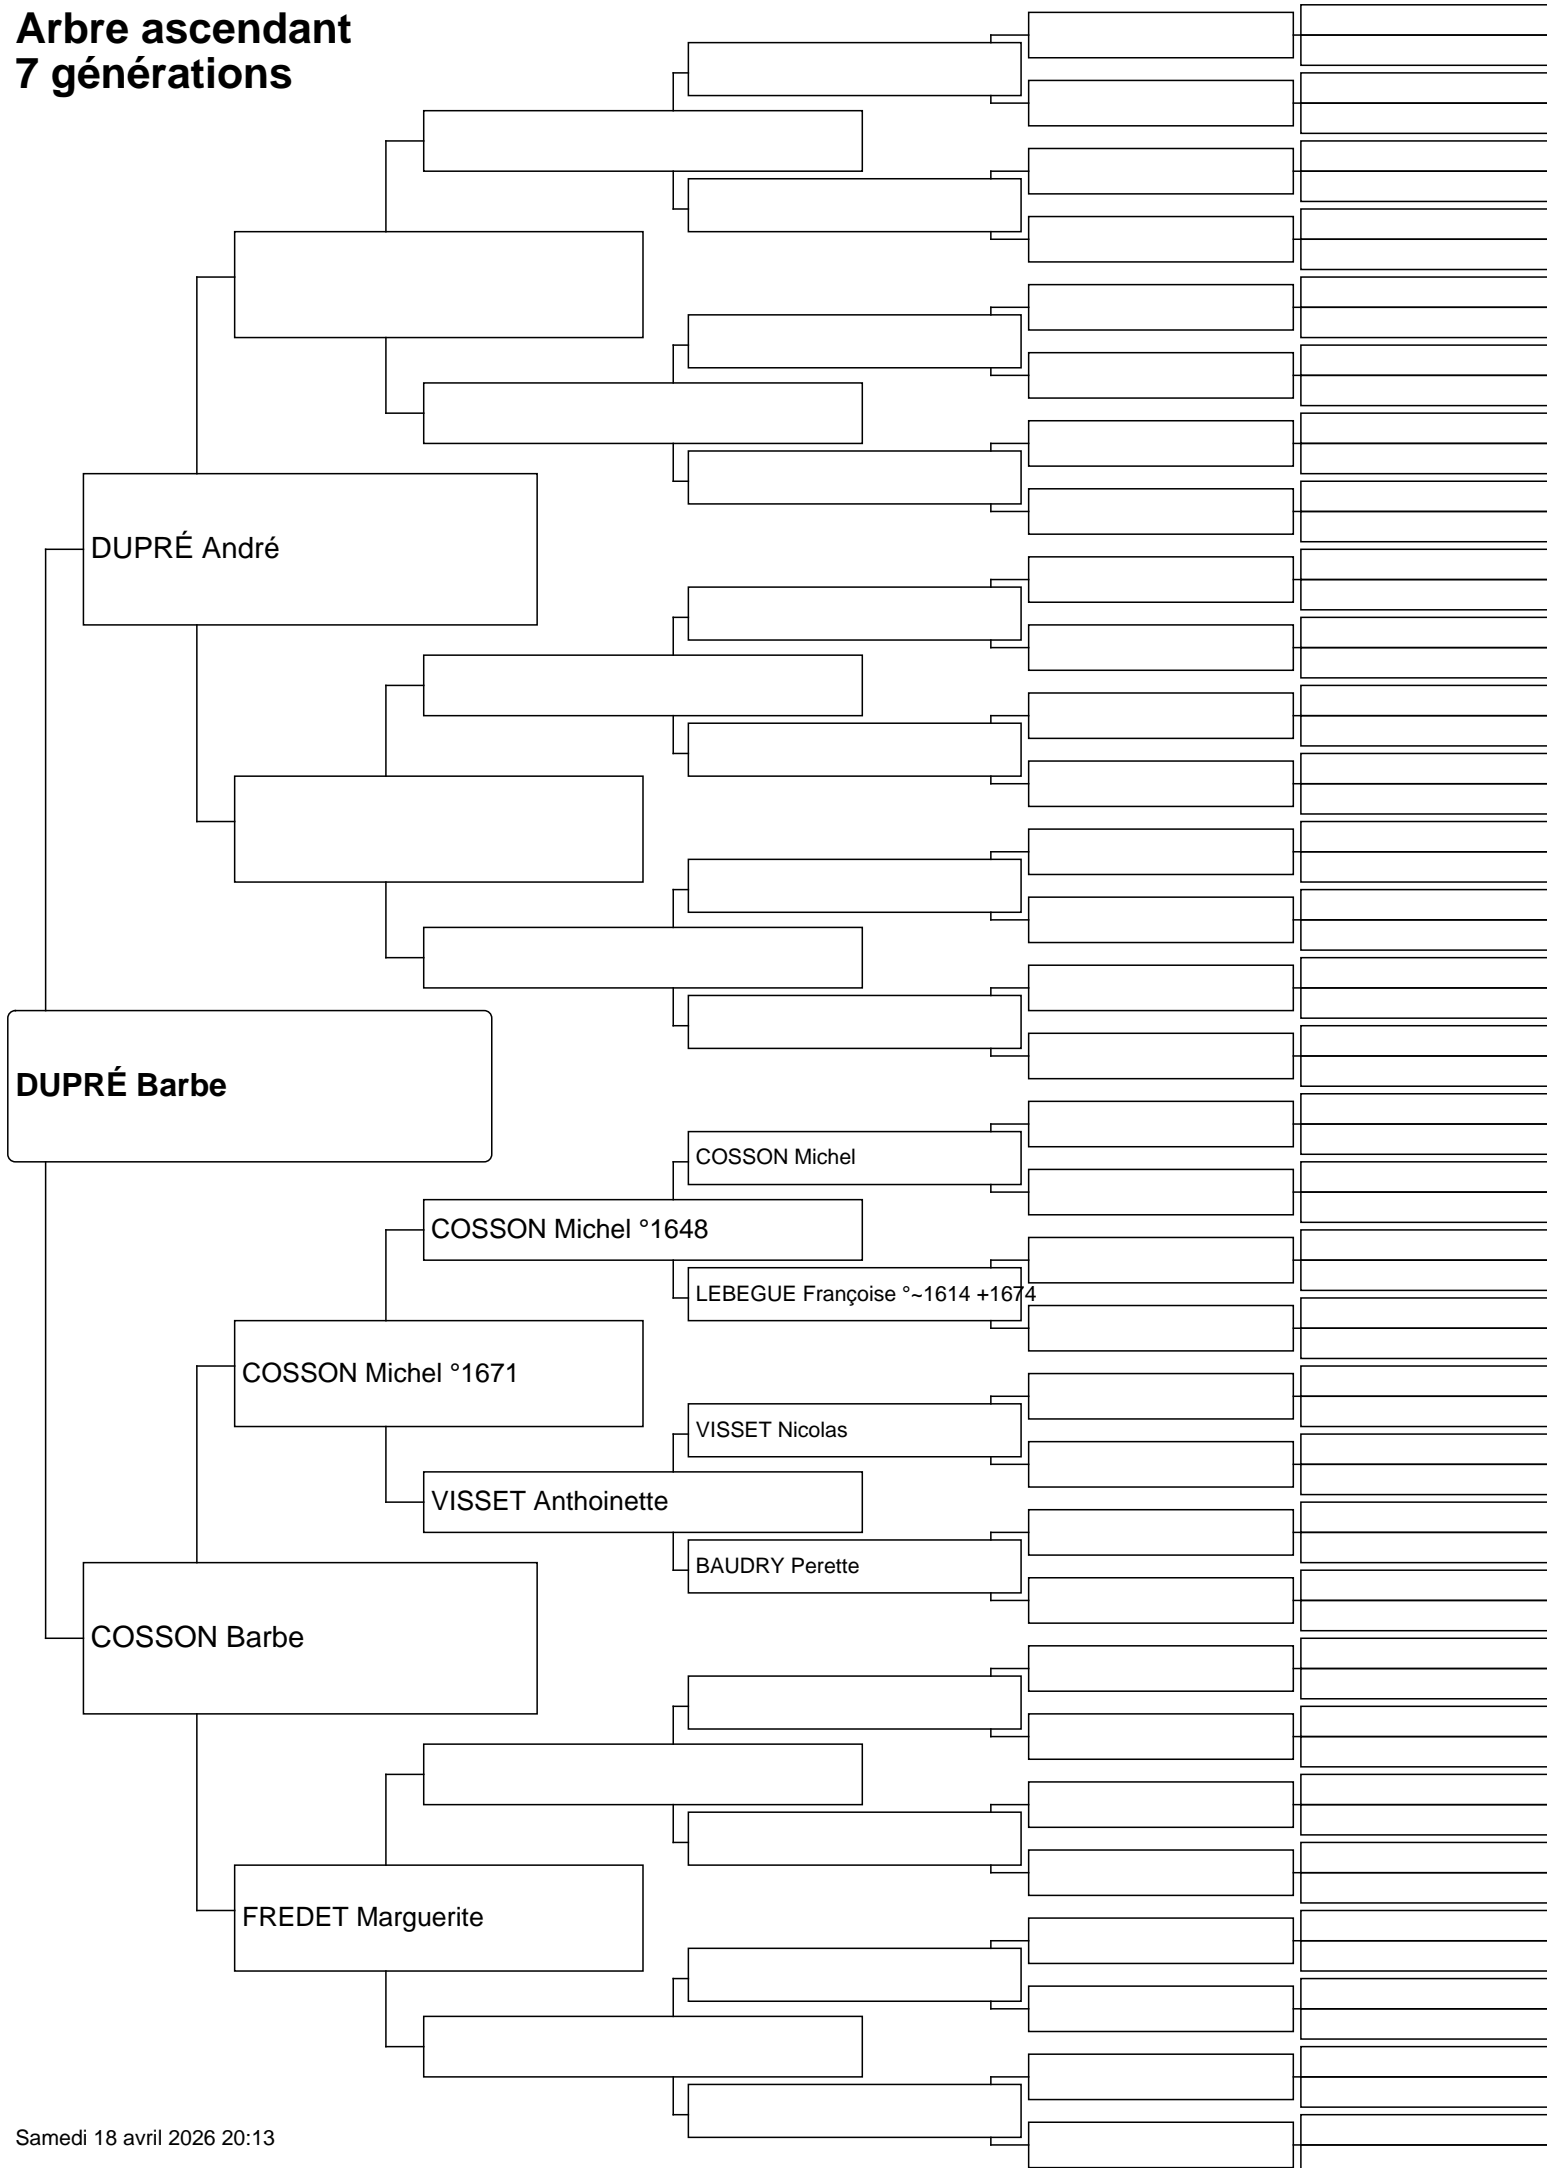 Arbre ascendant
7 générations
DUPRÉ André
DUPRÉ Barbe
COSSON Michel
COSSON Michel °1648
LEBEGUE Françoise °~1614 +1674
COSSON Michel °1671
VISSET Nicolas
VISSET Anthoinette
BAUDRY Perette
COSSON Barbe
FREDET Marguerite
Samedi 18 avril 2026 20:13